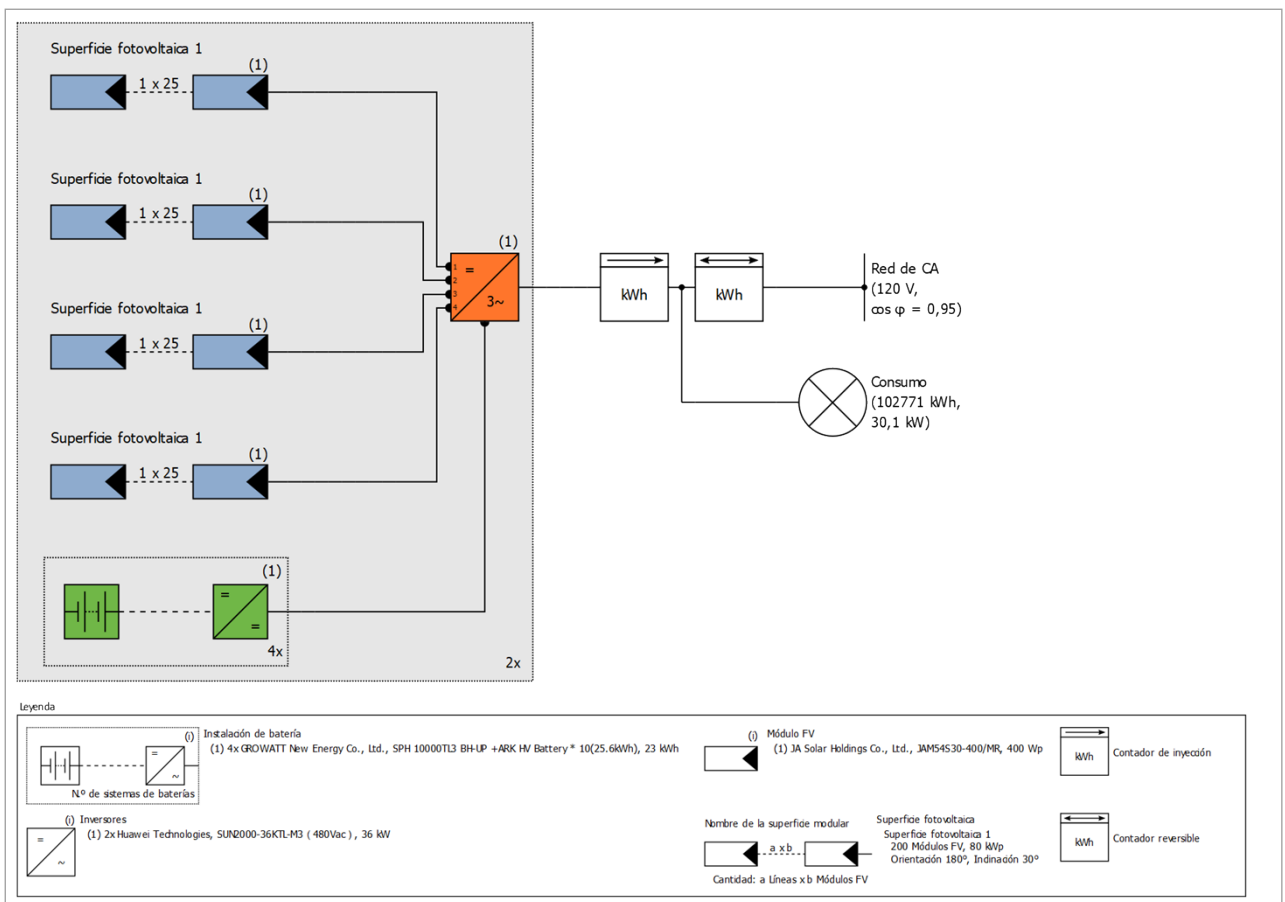 Superficie fotovoltaica 1
(1)
1 x 25
Superficie fotovoltaica 1
(1)
1 x 25
Superficie fotovoltaica 1
(1)
1 x 25
Superficie fotovoltaica 1
(1)
1 x 25
(1)
=
3~
1
2
3
4
kWh
kWh
Red de CA
(120 V,
cos φ = 0,95)
Consumo
(102771 kWh,
30,1 kW)
(1)
=
=
4x
2x
Leyenda
(i) Instalación de batería
(1) 4x GROWATT New Energy Co., Ltd., SPH 10000TL3 BH-UP +ARK HV Battery * 10(25.6kWh), 23 kWh
=
~
N.º de sistemas de baterías
(i) Inversores
(1) 2x Huawei Technologies, SUN2000-36KTL-M3 ( 480Vac ) , 36 kW
=
~
(i) Módulo FV
(1) JA Solar Holdings Co., Ltd., JAM54S30-400/MR, 400 Wp
Nombre de la superficie modular
a x b
Cantidad: a Líneas x b Módulos FV
Superficie fotovoltaica
Superficie fotovoltaica 1
200 Módulos FV, 80 kWp
Orientación 180°, Inclinación 30°
kWh
Contador de inyección
kWh
Contador reversible